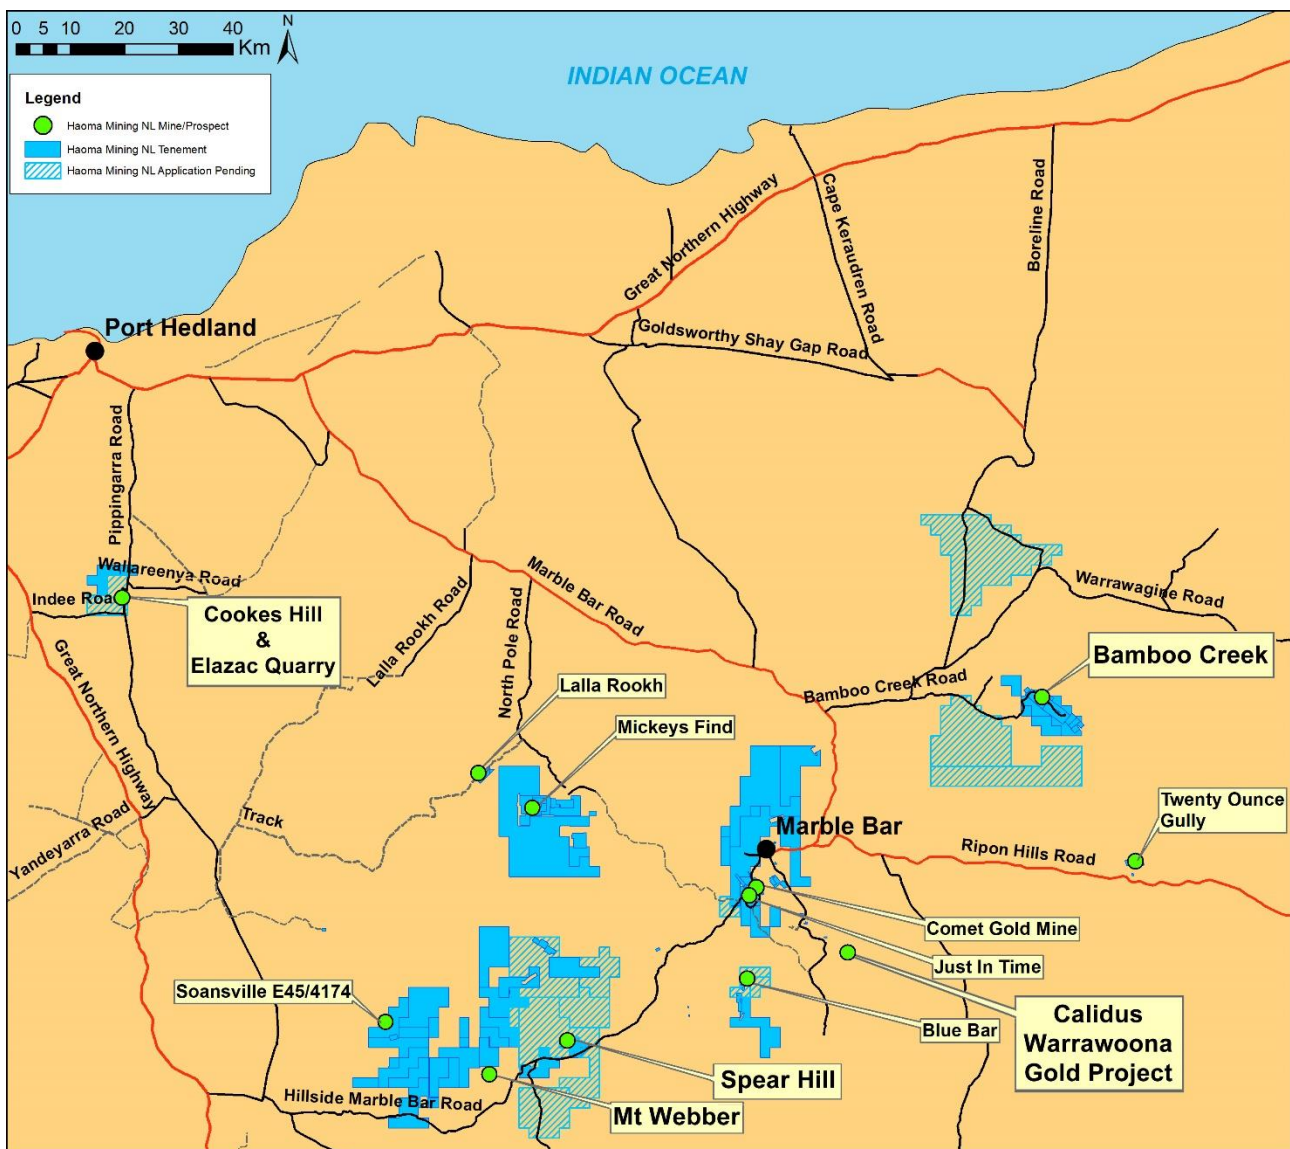 0 5 10 20 30 40
Km
N
INDIAN OCEAN
Legend
Haoma Mining NL Mine/Prospect
Haoma Mining NL Tenement
Haoma Mining NL Application Pending
Great Northern Highway
Cape Keraudren Road
Boreline Road
Port Hedland
Goldsworthy Shay Gap Road
Pippingarra Road
Wallareenya Road
Indee Roa
Cookes Hill
&
Elazac Quarry
Lalla Rookh Road
North Pole Road
Marble Bar Road
Warrawagine Road
Bamboo Creek
Bamboo Creek Road
Great Northern Highway
Lalla Rookh
Mickeys Find
Yandeyarra Road
Track
Marble Bar
Twenty Ounce
Gully
Ripon Hills Road
Comet Gold Mine
Just In Time
Soansville E45/4174
Blue Bar
Calidus
Warrawoona
Gold Project
Spear Hill
Hillside Marble Bar Road
Mt Webber